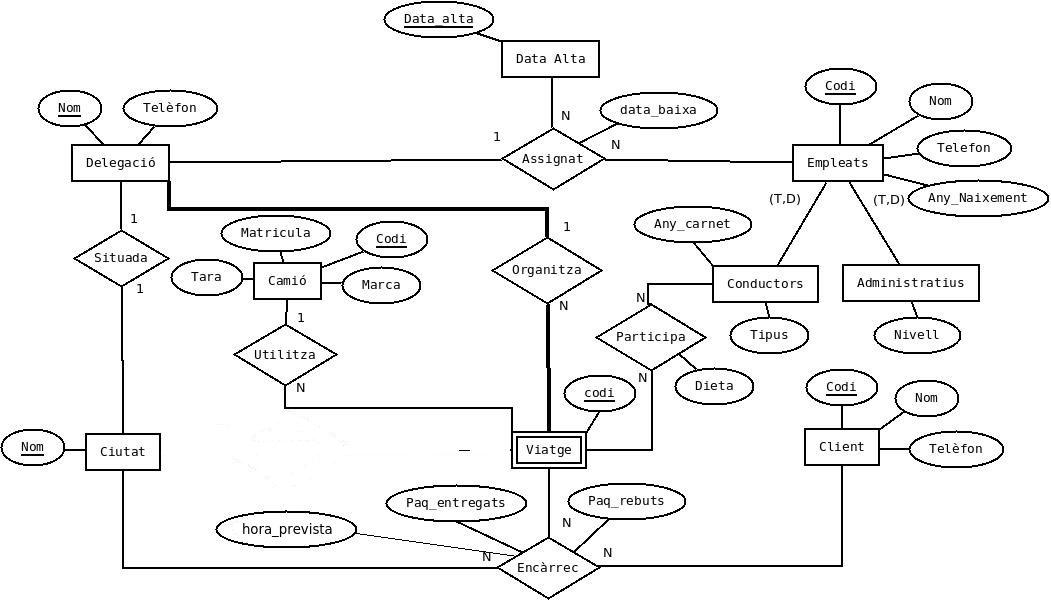 Data_alta
Data Alta
Codi
Nom
Telèfon
N
data_baixa
Nom
1
N
Telefon
Delegació
Assignat
Empleats
(T,D)
(T,D)
Any_Naixement
1
Matricula
Codi
1
Any_carnet
Situada
Organitza
Tara
Camió
Marca
Conductors
Administratius
1
N
N
1
Utilitza
Participa
Tipus
Nivell
N
N
Dieta
codi
Codi
Nom
Nom
Ciutat
Viatge
Client
Telèfon
Paq_entregats
Paq_rebuts
hora_prevista
N
N
N
Encàrrec